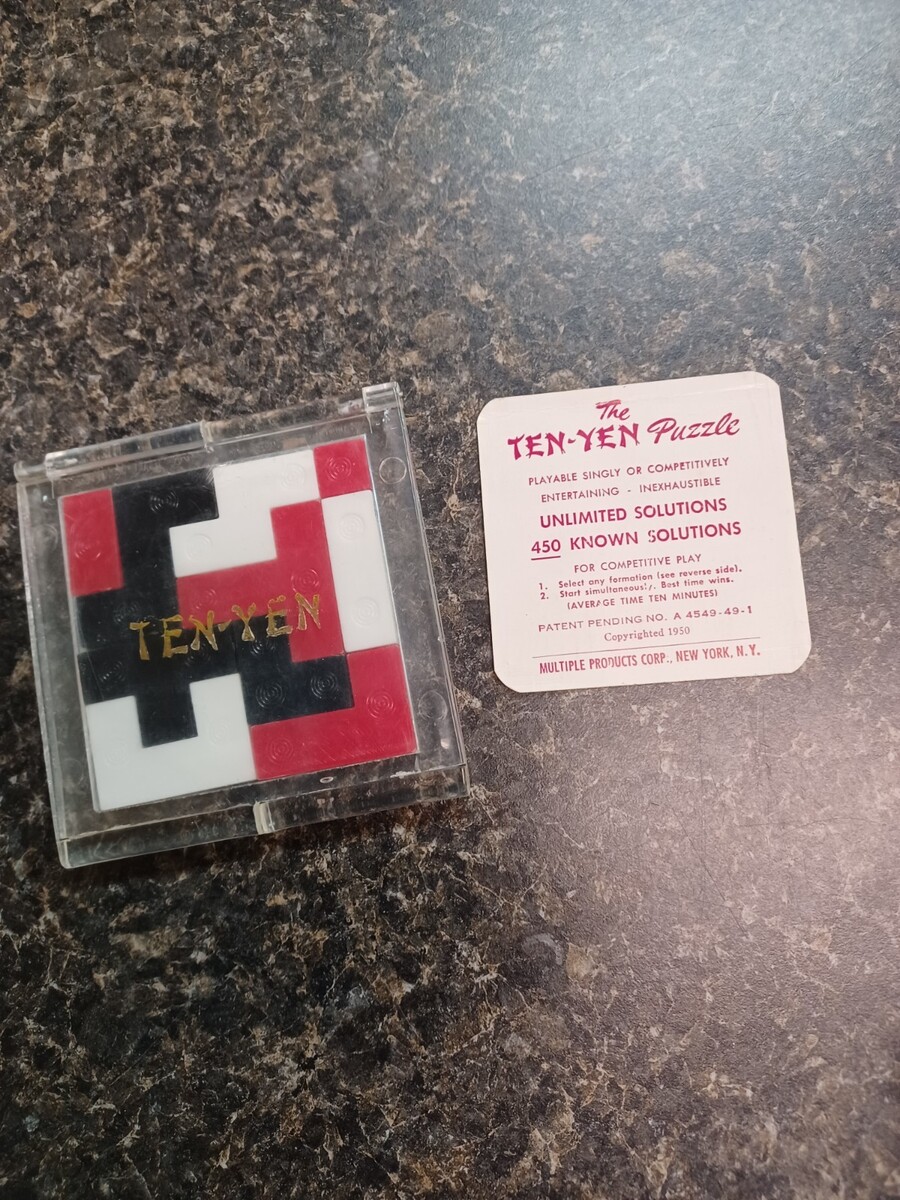 TEN-YEN
The
TEN-YEN Puzzle
PLAYABLE SINGLY OR COMPETITIVELY
ENTERTAINING - INEXHAUSTIBLE
UNLIMITED SOLUTIONS
450 KNOWN SOLUTIONS
FOR COMPETITIVE PLAY
1. Select any formation (see reverse side).
2. Start simultaneously. Best time wins.
(AVERAGE TIME TEN MINUTES)
PATENT PENDING NO. A 4549-49-1
Copyrighted 1950
MULTIPLE PRODUCTS CORP., NEW YORK, N.Y.